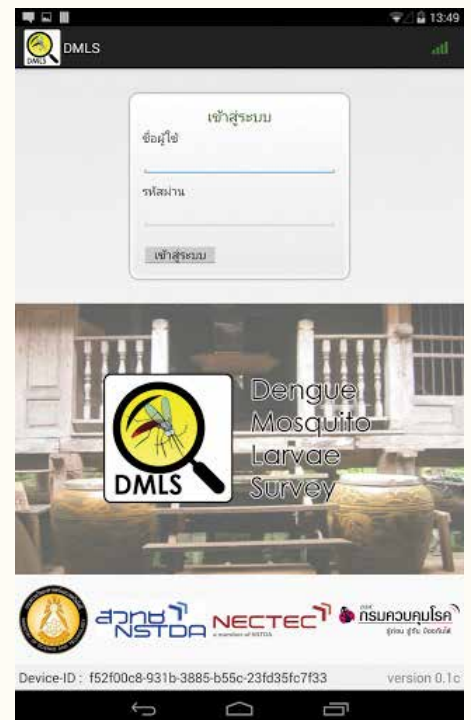 13:49
DMLS
DMLS
เข้าสู่ระบบ
ชื่อผู้ใช้
รหัสผ่าน
เข้าสู่ระบบ
DMLS
Dengue
Mosquito
Larvae
Survey
สวทช
NSTDA
NECTEC
a member of NSTDA
กรมควบคุมโรค
Device-ID : f52f00c8-931b-3885-b55c-23fd35fc7f33
version 0.1c